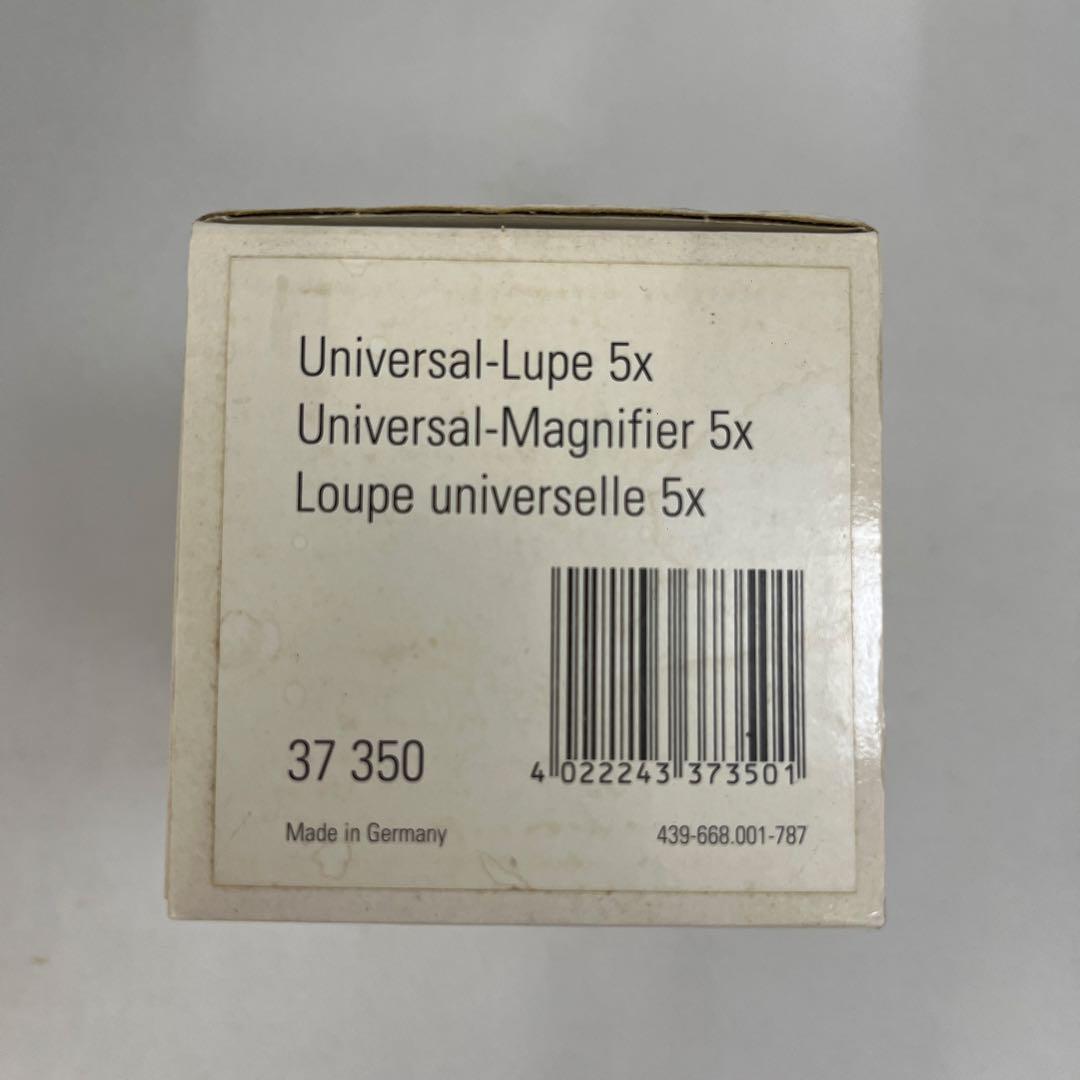 Universal-Lupe 5x
Universal-Magnifier 5x
Loupe universelle 5x
37 350
4 022243 373501
Made in Germany
439-668.001-787